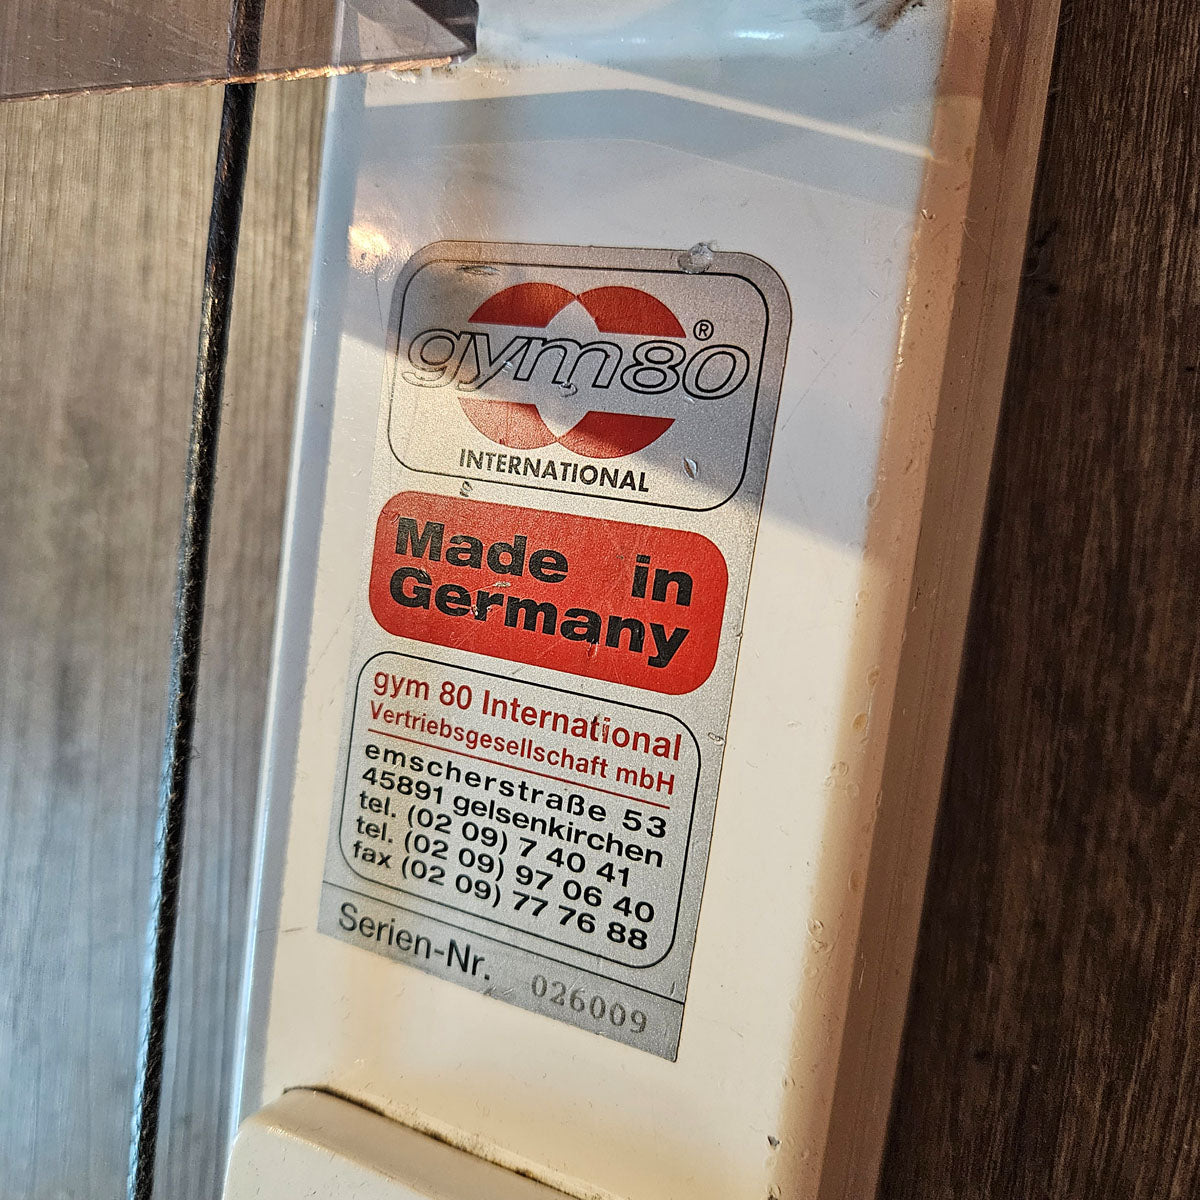 gym80®
INTERNATIONAL
Made in
Germany
gym 80 International
Vertriebsgesellschaft mbH
emscherstraße 53
45891 gelsenkirchen
tel. (02 09) 7 40 41
tel. (02 09) 97 06 40
fax (02 09) 77 76 88
Serien-Nr. 026009